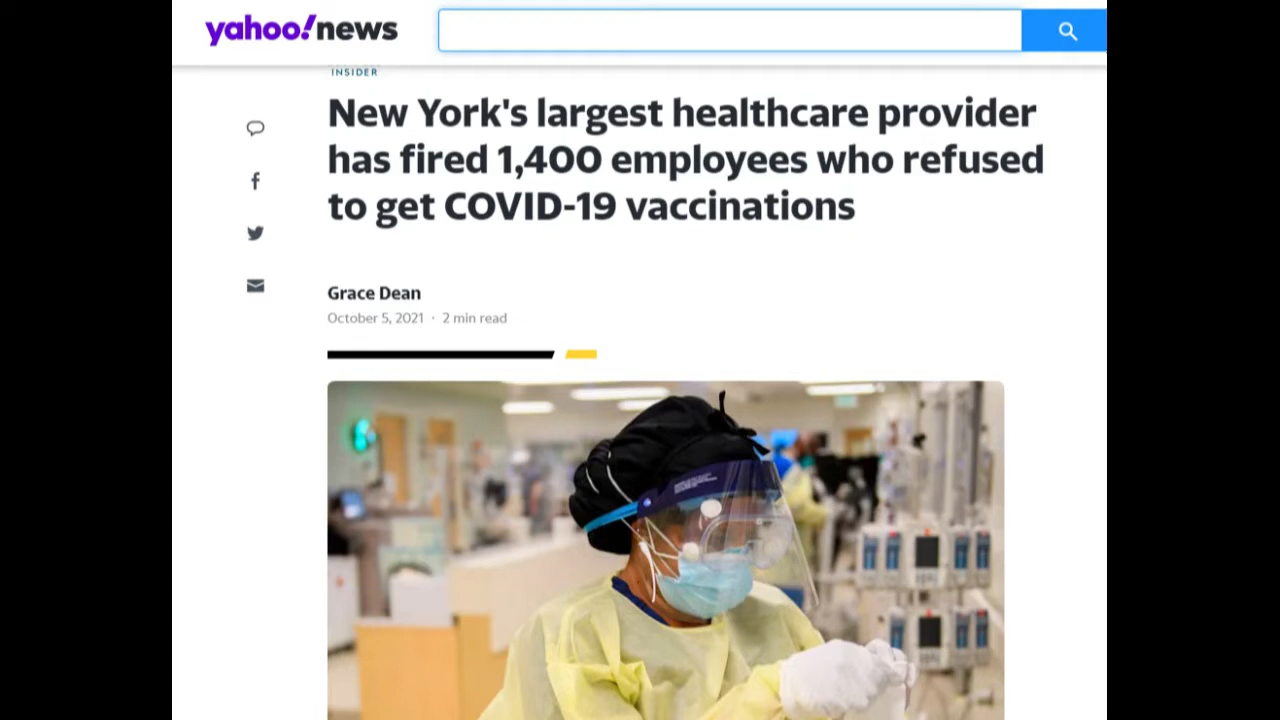 yahoo!news
INSIDER
New York's largest healthcare provider
has fired 1,400 employees who refused
to get COVID-19 vaccinations
Grace Dean
October 5, 2021 · 2 min read